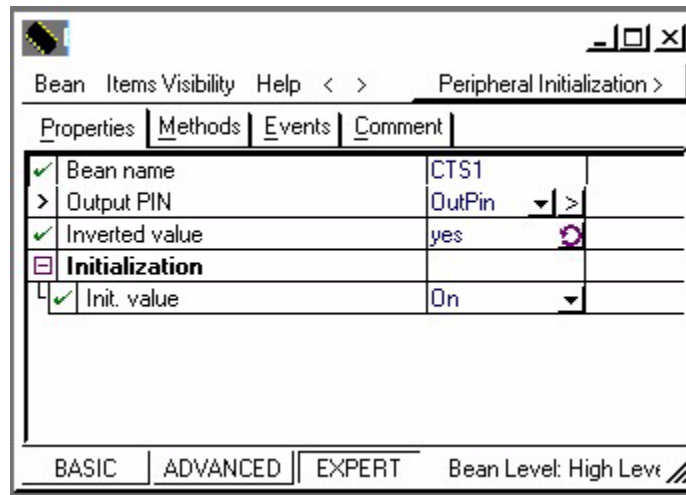 Bean Items Visibility Help < > Peripheral Initialization >
Properties Methods Events Comment
Bean name CTS1
> Output PIN OutPin >
Inverted value yes
Initialization
Init. value On
BASIC ADVANCED EXPERT Bean Level: High Leve